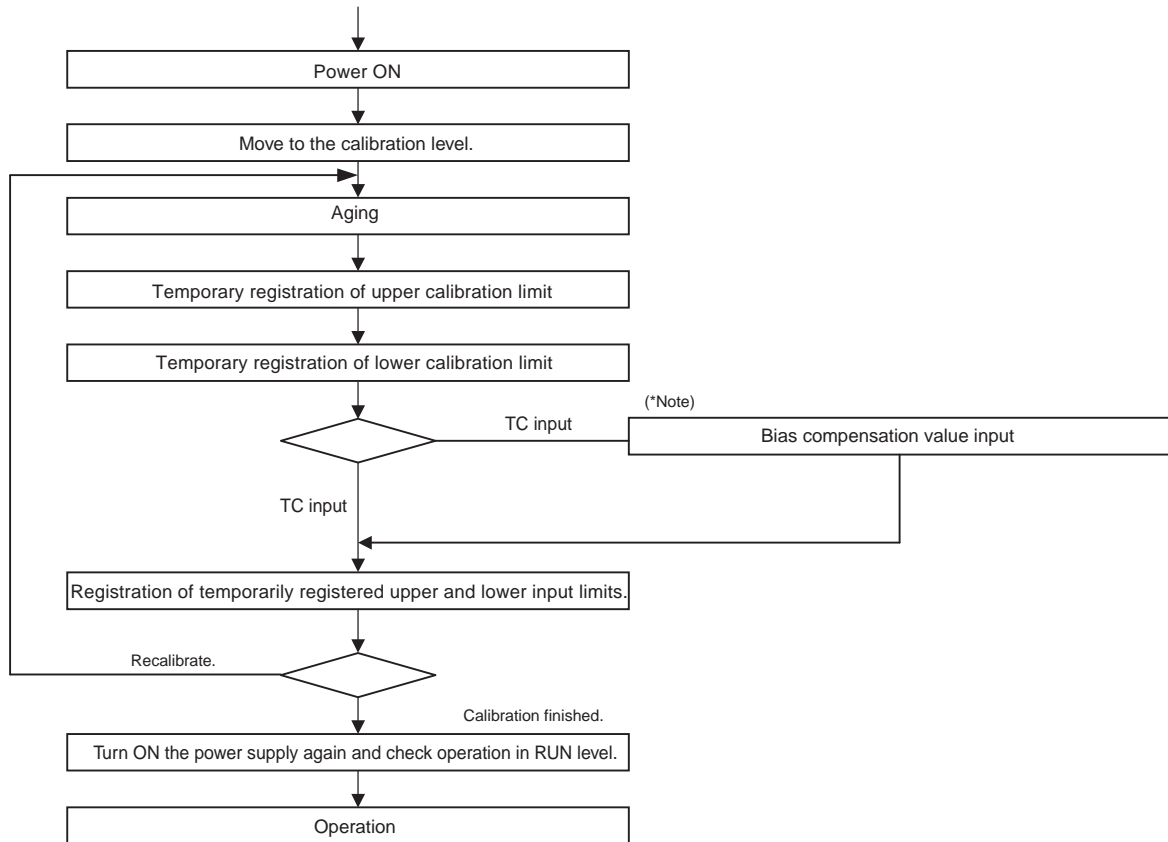 Power ON
Move to the calibration level.
Aging
Temporary registration of upper calibration limit
Temporary registration of lower calibration limit
(*Note)
TC input
Bias compensation value input
TC input
Registration of temporarily registered upper and lower input limits.
Recalibrate.
Calibration finished.
Turn ON the power supply again and check operation in RUN level.
Operation